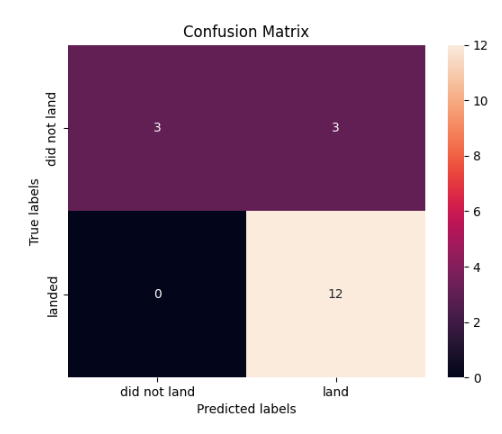 Confusion Matrix
True labels
did not land
landed
3
3
0
12
did not land
land
Predicted labels
12
10
8
6
4
2
0